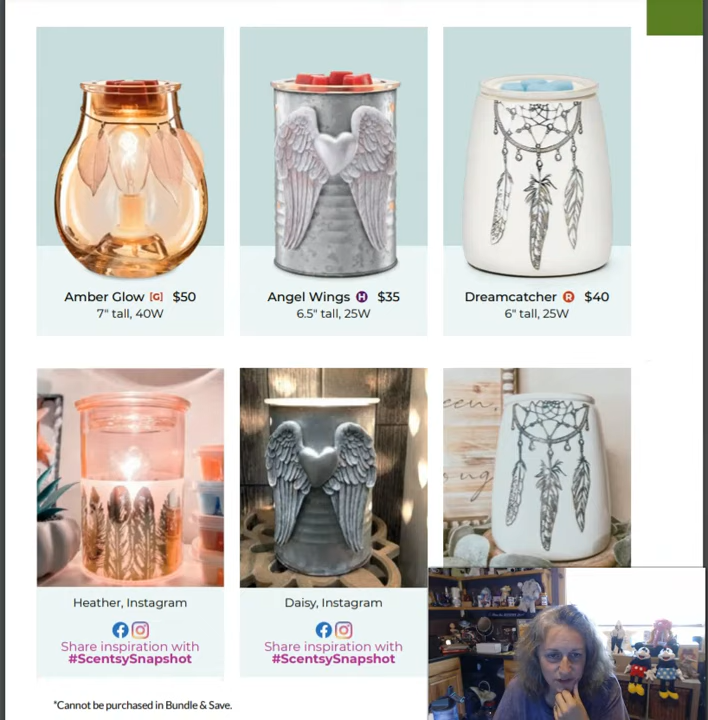 Amber Glow [G] $50
7" tall, 40W
Angel Wings H $35
6.5" tall, 25W
Dreamcatcher R $40
6" tall, 25W
Heather, Instagram
Share inspiration with
#ScentsySnapshot
Daisy, Instagram
Share inspiration with
#ScentsySnapshot
*Cannot be purchased in Bundle & Save.